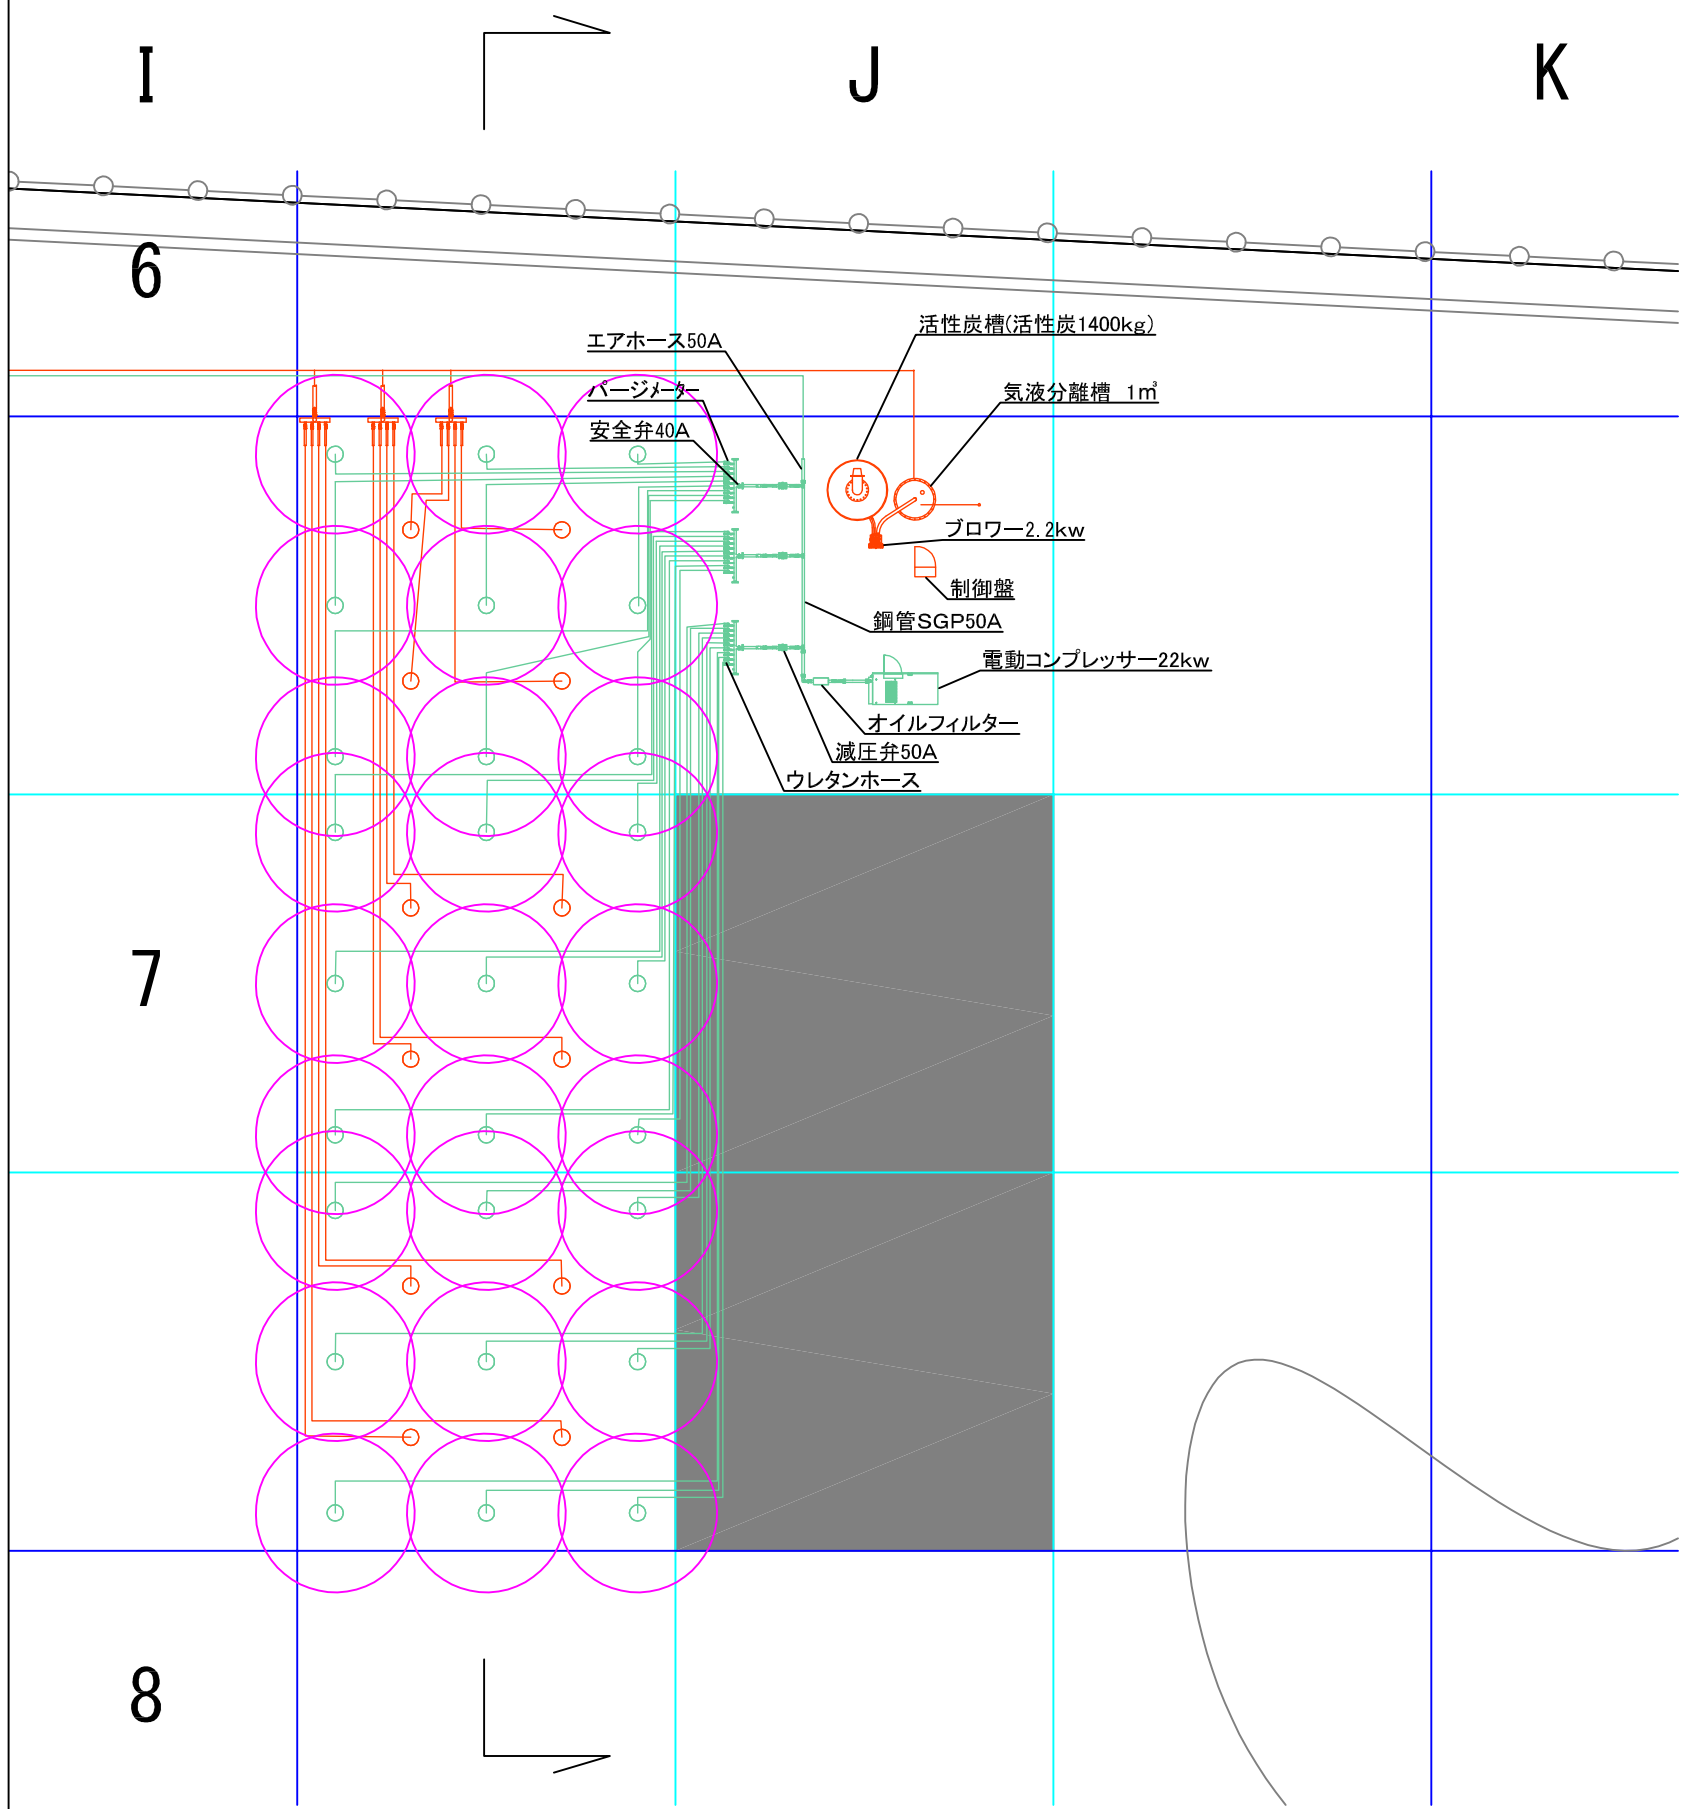 I
J
K
6
活性炭槽(活性炭1400kg)
エアホース50A
パージメーター
気液分離槽 1㎥
安全弁40A
ブロワー2.2kw
制御盤
鋼管SGP50A
電動コンプレッサー22kw
オイルフィルター
減圧弁50A
ウレタンホース
7
8